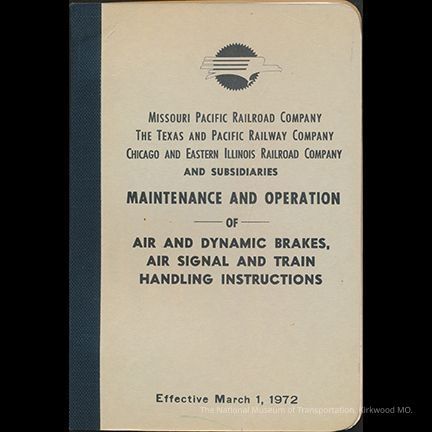 MISSOURI PACIFIC RAILROAD COMPANY
THE TEXAS AND PACIFIC RAILWAY COMPANY
CHICAGO AND EASTERN ILLINOIS RAILROAD COMPANY
AND SUBSIDIARIES
MAINTENANCE AND OPERATION
OF
AIR AND DYNAMIC BRAKES,
AIR SIGNAL AND TRAIN
HANDLING INSTRUCTIONS
Effective March 1, 1972
The National Museum of Transportation, Kirkwood MO.